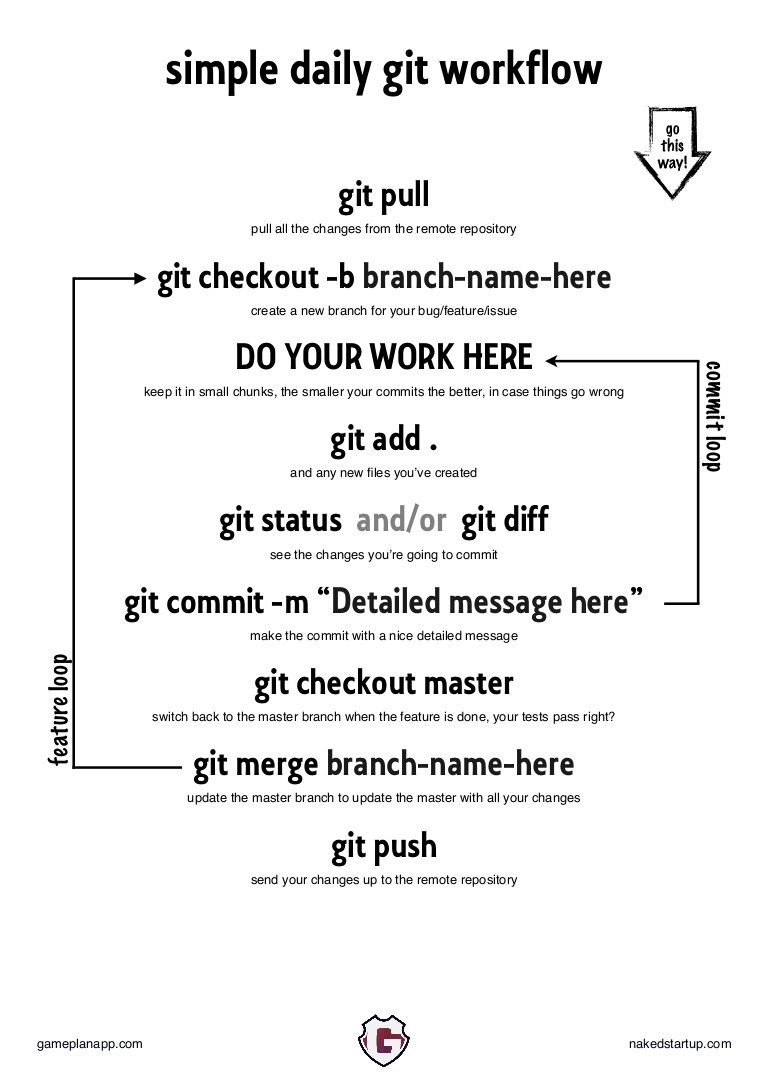 simple daily git workflow
go
this
way!
git pull
pull all the changes from the remote repository
git checkout -b branch-name-here
create a new branch for your bug/feature/issue
DO YOUR WORK HERE
keep it in small chunks, the smaller your commits the better, in case things go wrong
commit loop
git add .
and any new files you’ve created
git status and/or git diff
see the changes you’re going to commit
git commit -m “Detailed message here”
make the commit with a nice detailed message
git checkout master
switch back to the master branch when the feature is done, your tests pass right?
feature loop
git merge branch-name-here
update the master branch to update the master with all your changes
git push
send your changes up to the remote repository
gameplanapp.com
G
nakedstartup.com